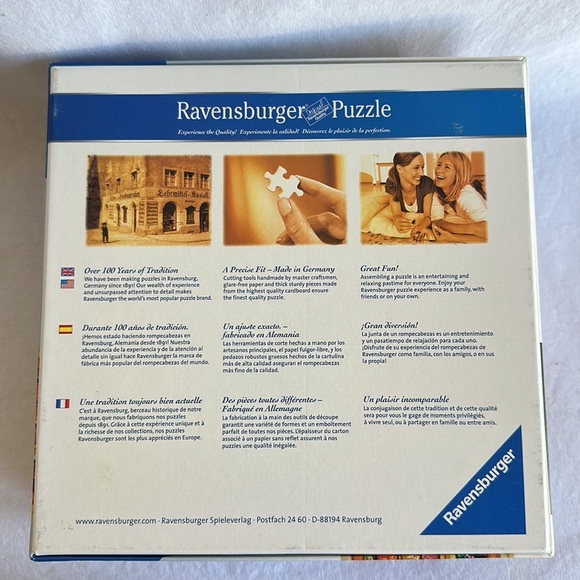 Ravensburger Puzzle
Experience the Quality! Experimente la calidad! Découvrez le plaisir de la perfection.
Over 100 Years of Tradition
We have been making puzzles in Ravensburg,
Germany since 1891! Our wealth of experience
and unsurpassed attention to detail makes
Ravensburger the world's most popular puzzle brand.
A Precise Fit – Made in Germany
Cutting tools handmade by master craftsmen,
glare-free paper and thick sturdy pieces made
from the highest quality cardboard ensure
the finest quality puzzle.
Great Fun!
Assembling a puzzle is an entertaining and
relaxing pastime for everyone. Enjoy your
Ravensburger puzzle experience as a family, with
friends or on your own.
Durante 100 años de tradición.
¡Hemos estado haciendo rompecabezas en
Ravensburg, Alemania desde 1891! Nuestra
abundancia de la experiencia y de la atención al
detalle sin igual hace Ravensburger la marca de
fábrica más popular del rompecabezas del mundo.
Un ajuste exacto. –
fabricado en Alemania
Las herramientas de corte hechas a mano por los
artesanos principales, el papel fulgor-libre, y los
pedazos robustos gruesos hechos de la cartulina
más de alta calidad aseguran el rompecabezas
más fino de la calidad.
¡Gran diversión!
La junta de un rompecabezas es un entretenimiento
y un pasatiempo de relajación para cada uno.
¡Disfrute de su experiencia del rompecabezas de
Ravensburger como familia, con los amigos, o en sus
la propia!
Une tradition toujours bien actuelle
C'est à Ravensburg, berceau historique de notre
marque, que nous fabriquons nos puzzles
depuis 1891. Grâce à cette expérience unique et à
la richesse de nos collections, nos puzzles
Ravensburger sont les plus appréciés en Europe.
Des pièces toutes différentes –
Fabriqué en Allemagne
La fabrication à la main des outils de découpe
garantit une variété de formes et un emboîtement
parfait de toutes nos pièces. L'épaisseur du carton
associé à un papier sans reflet assurent à nos
puzzles une qualité inégalée.
Un plaisir incomparable
La conjugaison de cette tradition et de cette qualité
sera pour vous le gage de moments privilégiés,
à vivre seul, ou à partager en famille ou entre amis.
Ravensburger
www.ravensburger.com · Ravensburger Spieleverlag · Postfach 24 60 · D-88194 Ravensburg